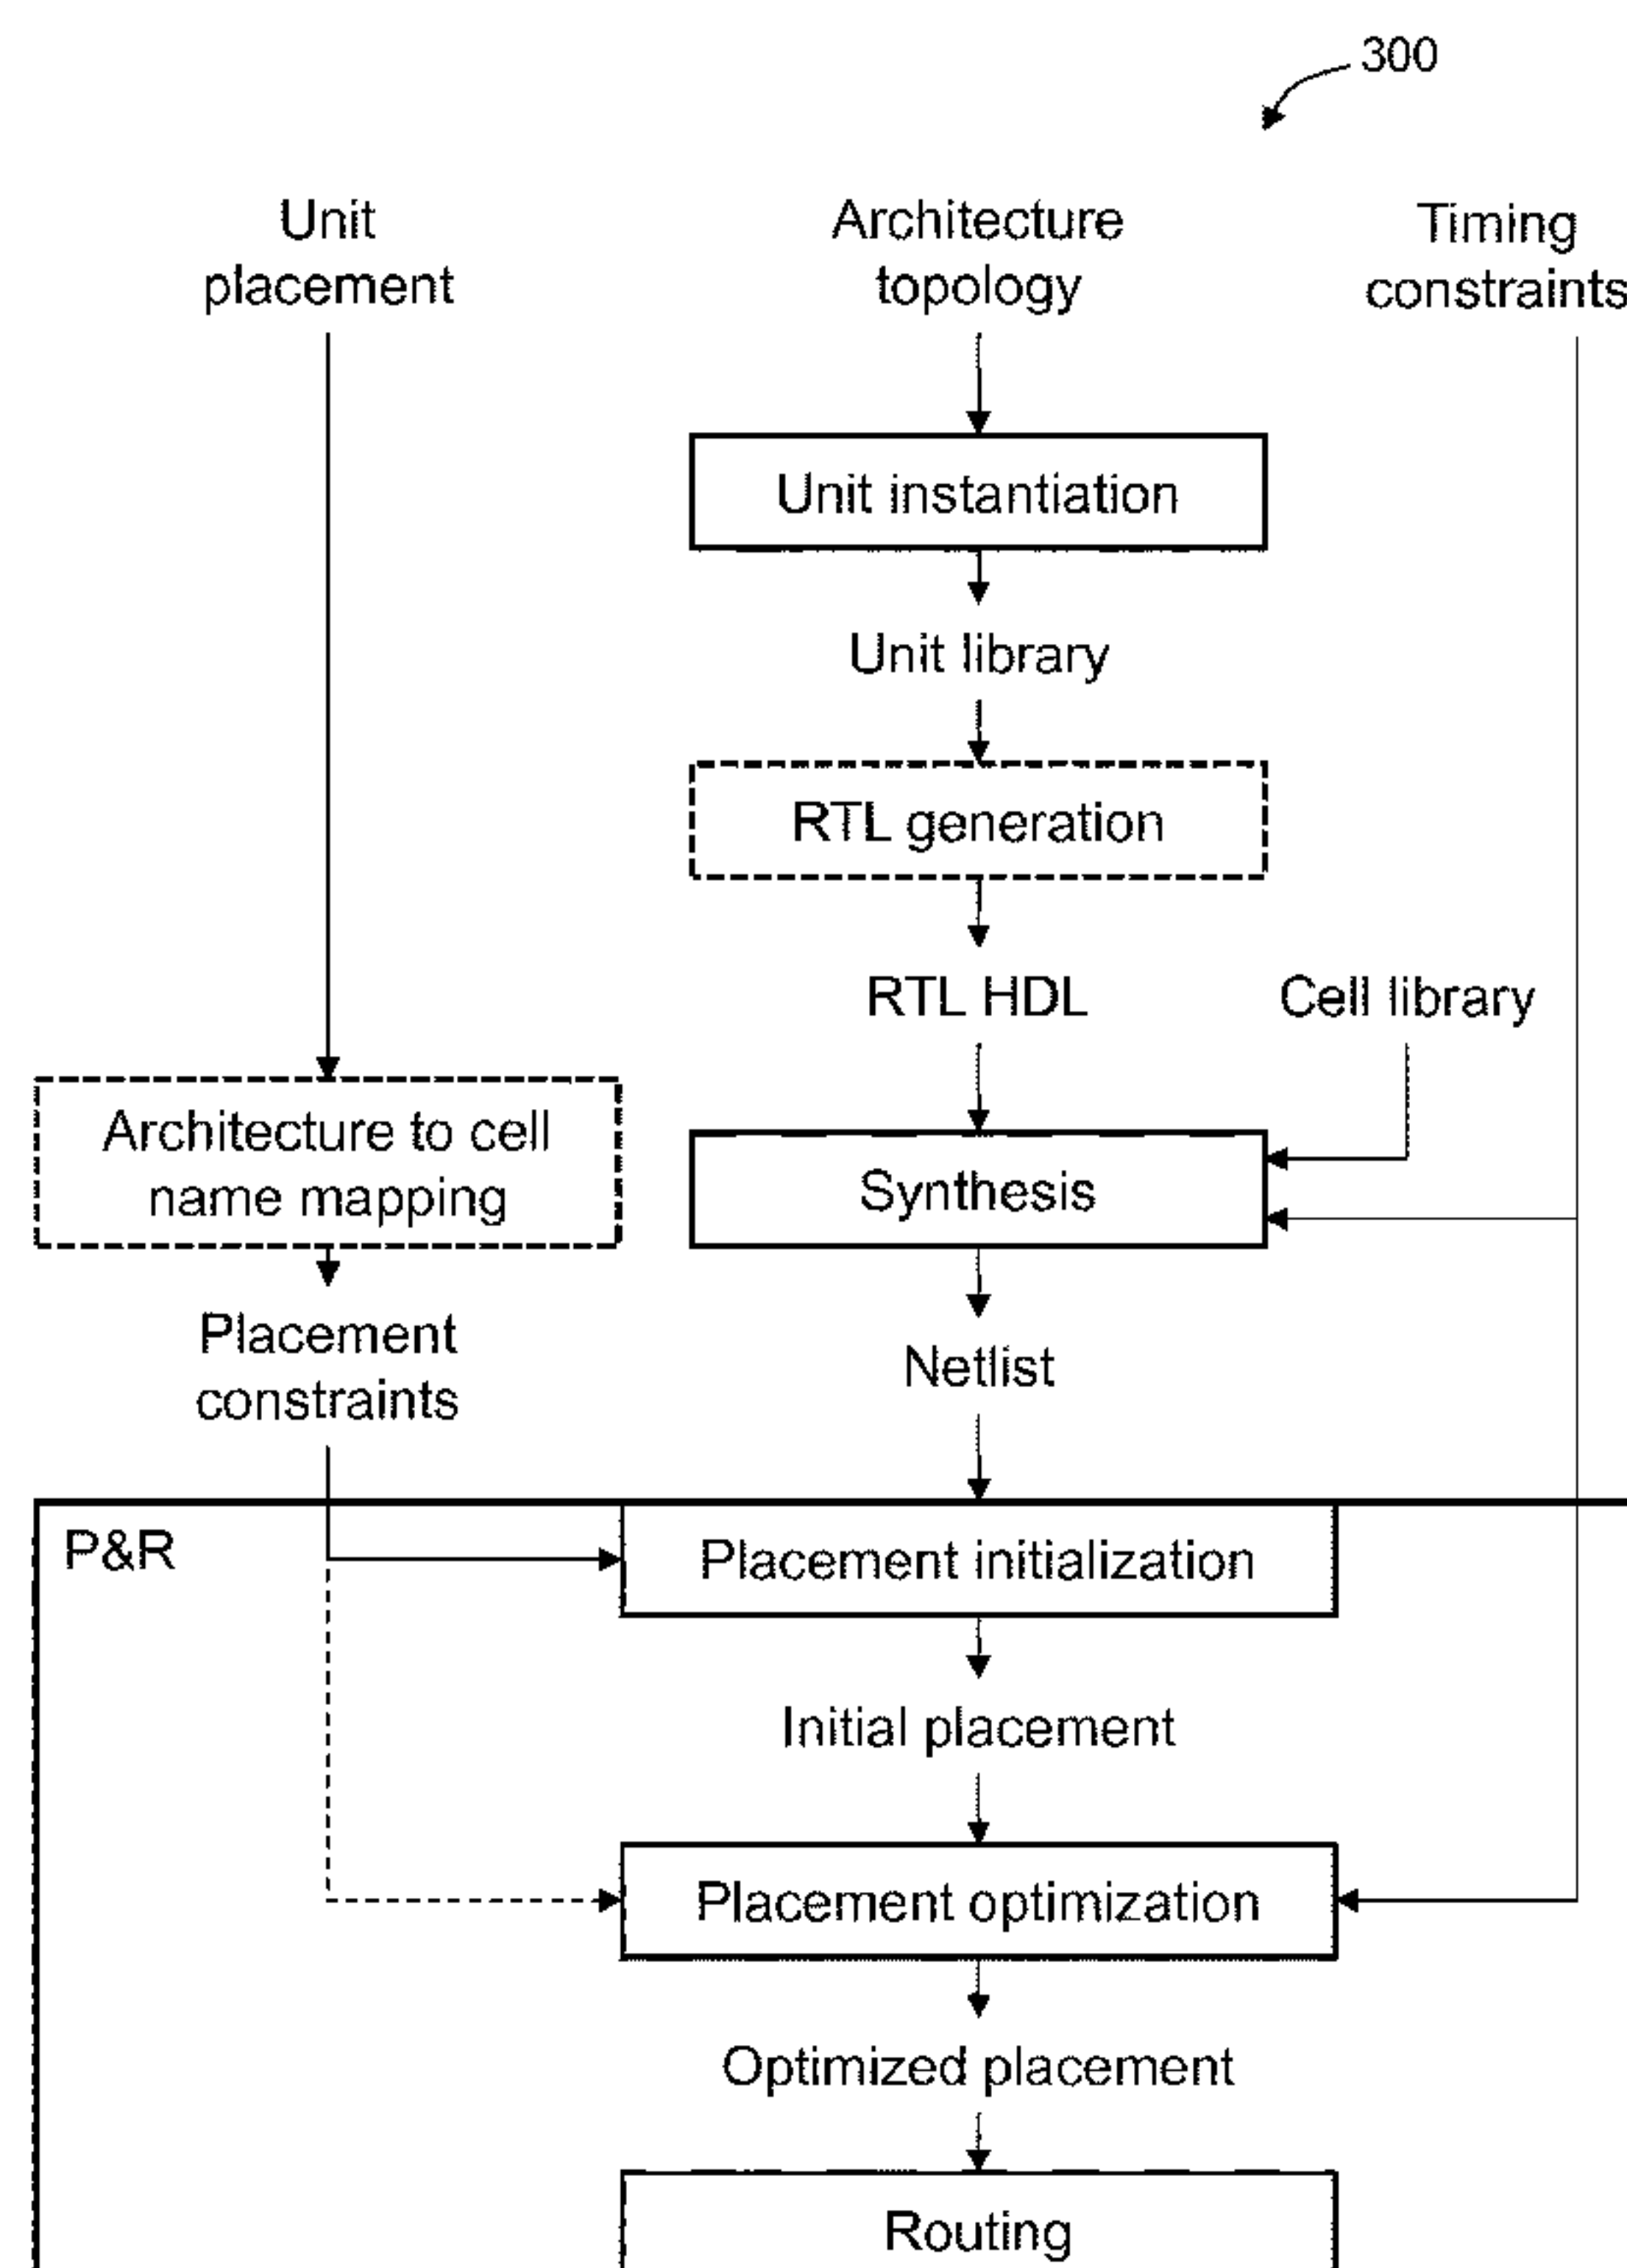 300
Unit
placement
Architecture
topology
Timing
constraints
Unit instantiation
Unit library
RTL generation
RTL HDL
Cell library
Architecture to cell
name mapping
Synthesis
Placement
constraints
Netlist
P&R
Placement initialization
Initial placement
Placement optimization
Optimized placement
Routing